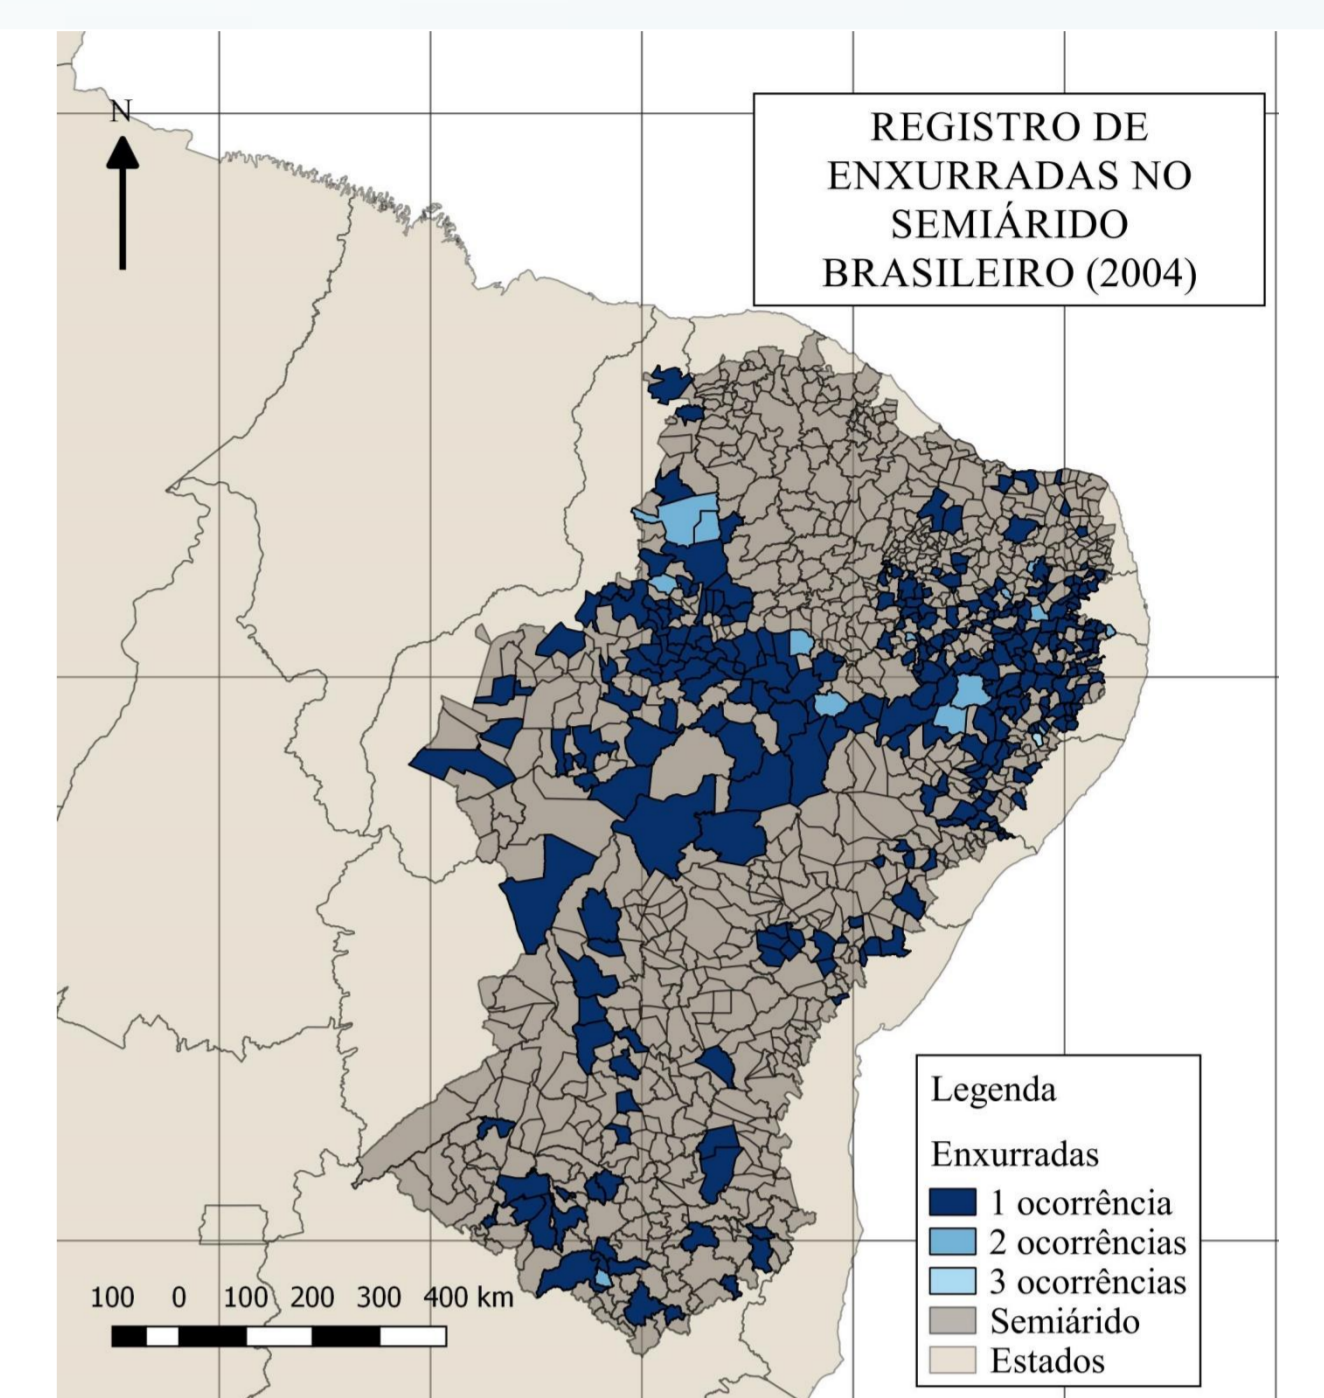 N
REGISTRO DE
ENXURRADAS NO
SEMIÁRIDO
BRASILEIRO (2004)
Legenda
Enxurradas
1 ocorrência
2 ocorrências
3 ocorrências
Semiárido
Estados
100 0 100 200 300 400 km